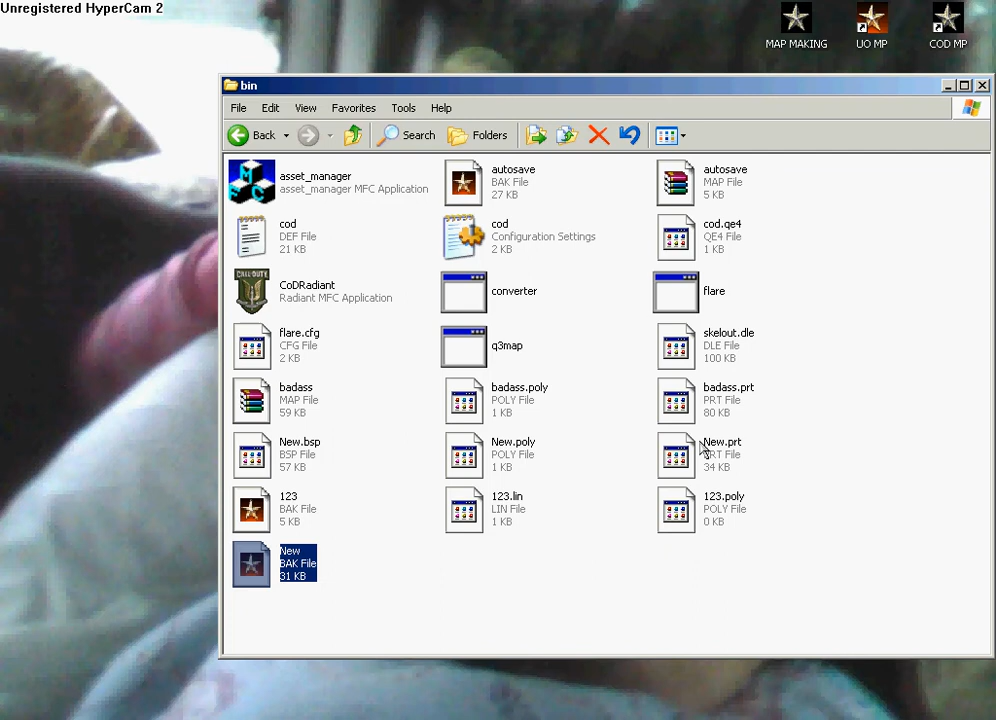 Unregistered HyperCam 2
MAP MAKING
UO MP
COD MP
bin
File Edit View Favorites Tools Help
Back Search Folders
asset_manager
asset_manager MFC Application
autosave
BAK File
27 KB
autosave
MAP File
5 KB
cod
DEF File
21 KB
cod
Configuration Settings
2 KB
cod.qe4
QE4 File
1 KB
CALL OF DUTY
CoDRadiant
Radiant MFC Application
converter
flare
flare.cfg
CFG File
2 KB
q3map
skelout.dle
DLE File
100 KB
badass
MAP File
59 KB
badass.poly
POLY File
1 KB
badass.prt
PRT File
80 KB
New.bsp
BSP File
57 KB
New.poly
POLY File
1 KB
New.prt
PRT File
34 KB
123
BAK File
5 KB
123.lin
LIN File
1 KB
123.poly
POLY File
0 KB
New
BAK File
31 KB